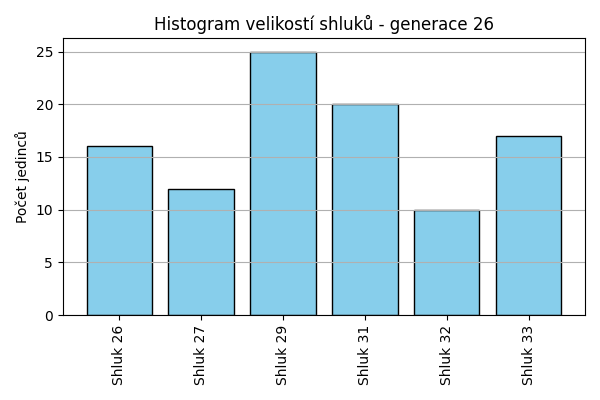 Histogram velikostí shluků - generace 26
Počet jedinců
25
20
15
10
5
0
Shluk 26
Shluk 27
Shluk 29
Shluk 31
Shluk 32
Shluk 33